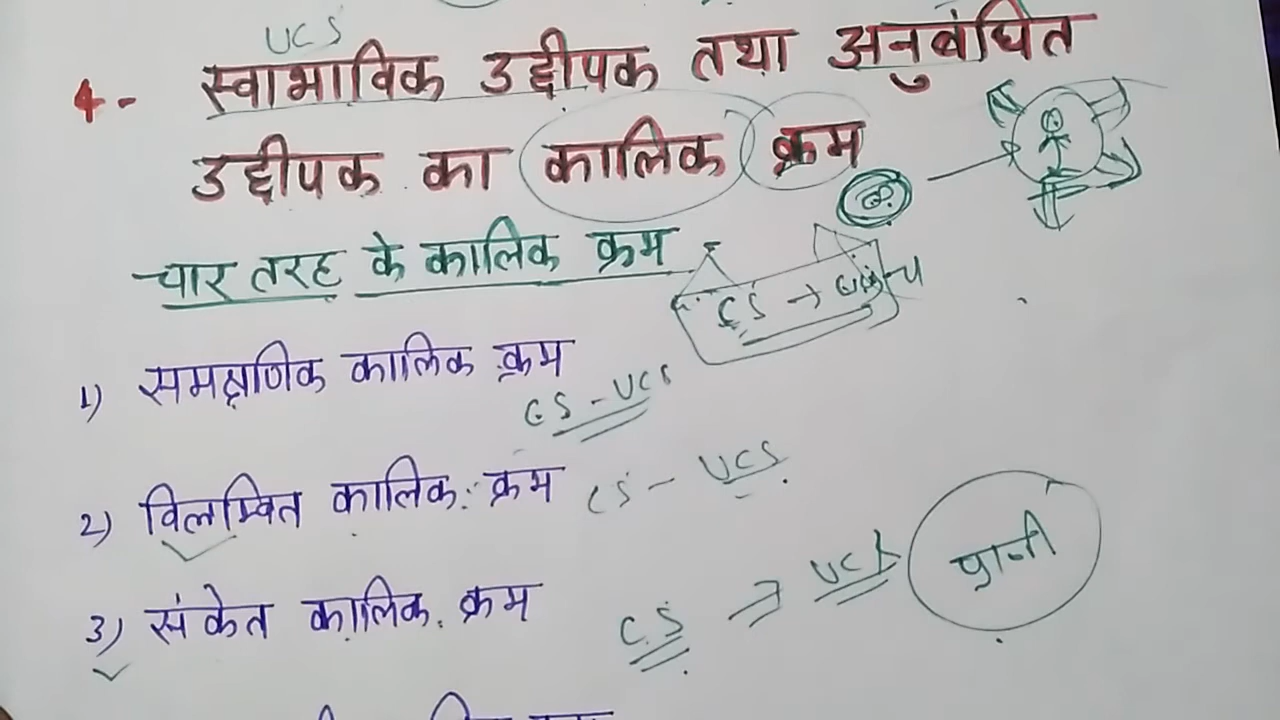 UCS
4- स्वाभाविक उद्दीपक तथा अनुबंधित
उद्दीपक का कालिक क्रम
चार तरह के कालिक क्रम
CS →
1) समक्षणिक कालिक क्रम
CS - UCS
2) विलम्वित कालिक क्रम CS - UCS
3) संकेत कालिक क्रम CS → UCS पानी